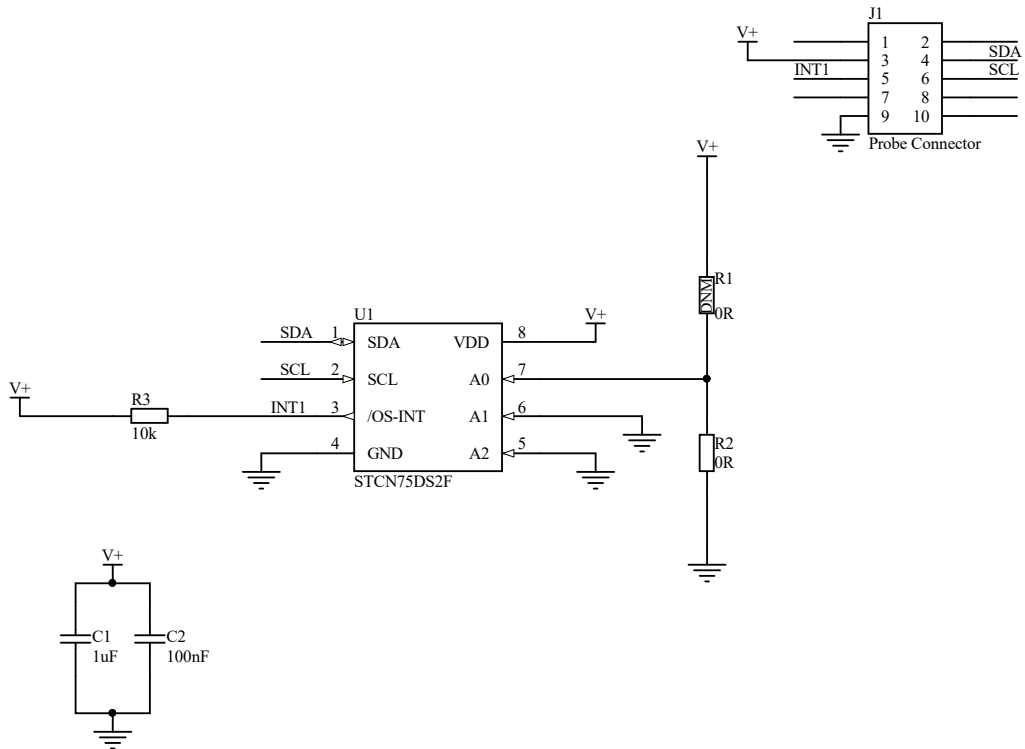 J1
V+
1 2
SDA
3 4
INT1
SCL
5 6
7 8
9 10
Probe Connector
V+
DNM
R1
0R
U1
V+
SDA 1 SDA VDD 8
SCL 2 SCL A0 7
V+
R3
10k
INT1 3 /OS-INT A1 6
4 GND A2 5
STCN75DS2F
R2
0R
V+
C1
1uF
C2
100nF